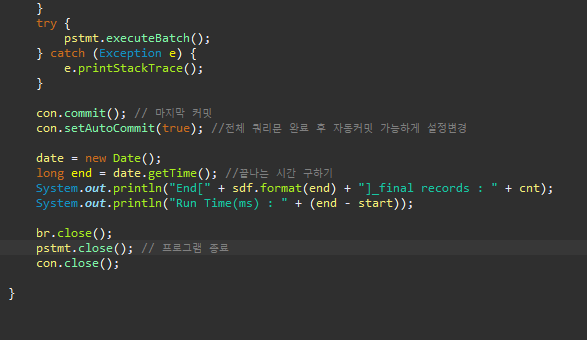 }
try {
pstmt.executeBatch();
} catch (Exception e) {
e.printStackTrace();
}
con.commit(); // 마지막 커밋
con.setAutoCommit(true); //전체 쿼리문 완료 후 자동커밋 가능하게 설정변경
date = new Date();
long end = date.getTime(); //끝나는 시간 구하기
System.out.println("End[" + sdf.format(end) + "]_final records : " + cnt);
System.out.println("Run Time(ms) : " + (end - start));
br.close();
pstmt.close(); // 프로그램 종료
con.close();
}